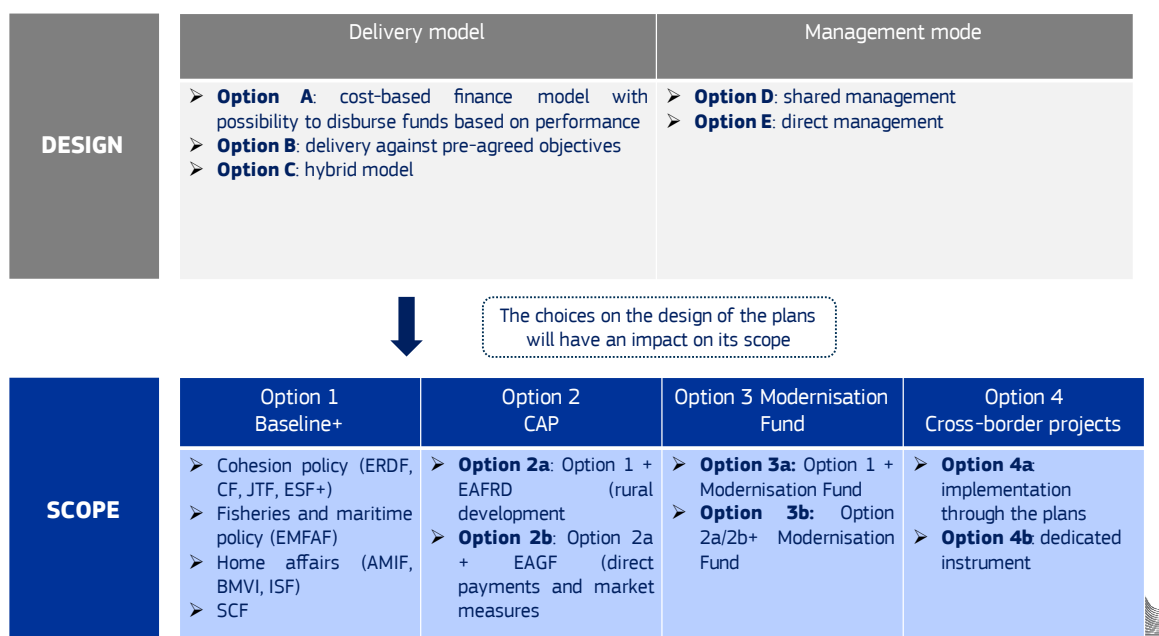 Delivery model
Management mode
DESIGN
➢ Option A: cost-based finance model with
possibility to disburse funds based on performance
➢ Option B: delivery against pre-agreed objectives
➢ Option C: hybrid model
➢ Option D: shared management
➢ Option E: direct management
The choices on the design of the plans
will have an impact on its scope
SCOPE
Option 1
Baseline+
➢ Cohesion policy (ERDF,
CF, JTF, ESF+)
➢ Fisheries and maritime
policy (EMFAF)
➢ Home affairs (AMIF,
BMVI, ISF)
➢ SCF
Option 2
CAP
➢ Option 2a: Option 1 +
EAFRD (rural
development
➢ Option 2b: Option 2a
+ EAGF (direct
payments and market
measures
Option 3 Modernisation
Fund
➢ Option 3a: Option 1 +
Modernisation Fund
➢ Option 3b: Option
2a/2b+ Modernisation
Fund
Option 4
Cross-border projects
➢ Option 4a:
implementation
through the plans
➢ Option 4b: dedicated
instrument